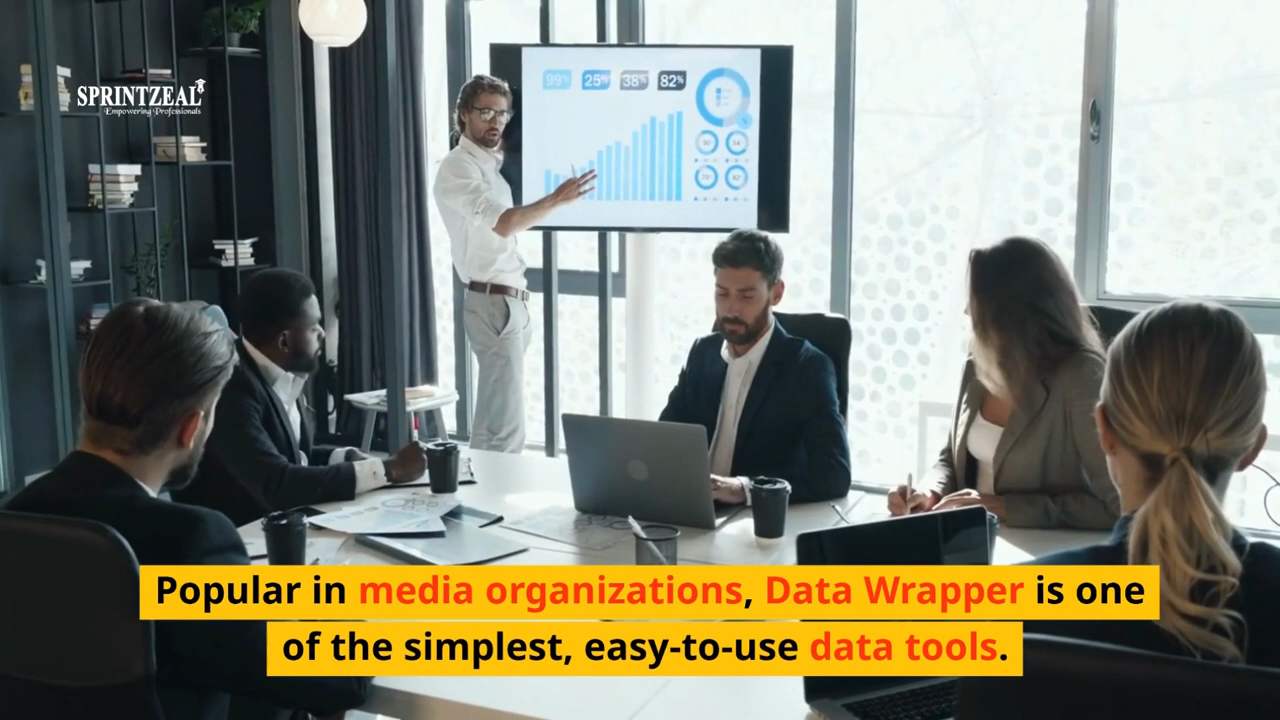 SPRINTZEAL
Empowering Professionals
99% 25% 38% 82%
Popular in media organizations, Data Wrapper is one
of the simplest, easy-to-use data tools.